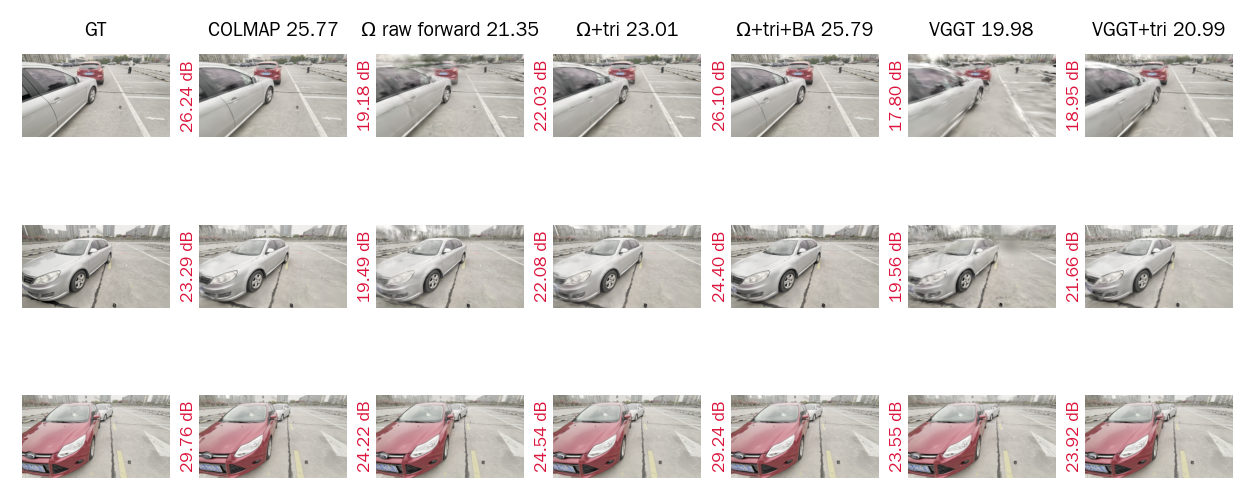 GT COLMAP 25.77 Ω raw forward 21.35 Ω+tri 23.01 Ω+tri+BA 25.79 VGGT 19.98 VGGT+tri 20.99
26.24 dB 19.18 dB 22.03 dB 26.10 dB 17.80 dB 18.95 dB
23.29 dB 19.49 dB 22.08 dB 24.40 dB 19.56 dB 21.66 dB
29.76 dB 24.22 dB 24.54 dB 29.24 dB 23.55 dB 23.92 dB